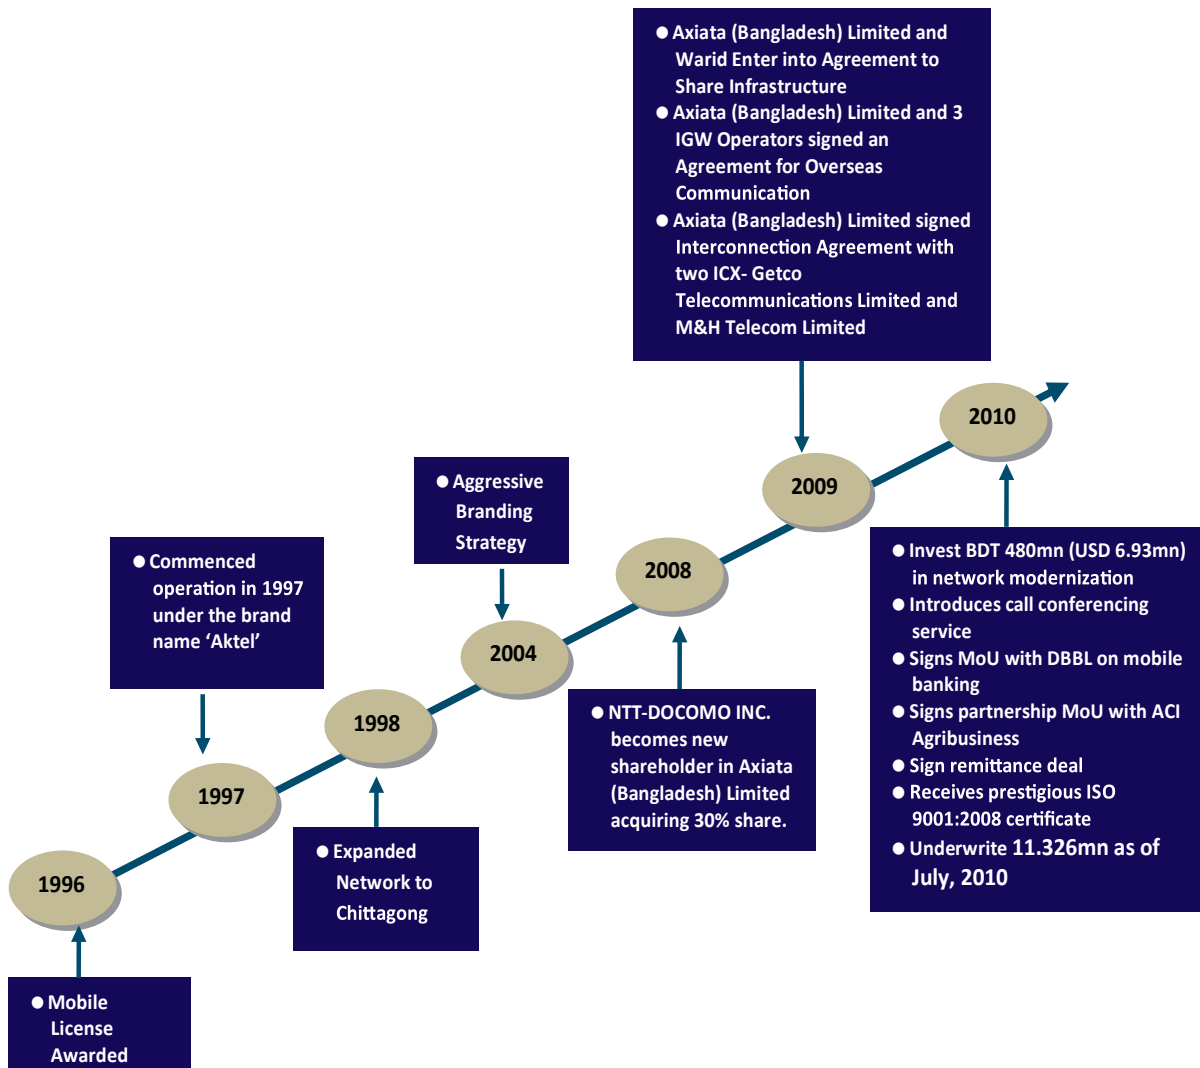 ● Axiata (Bangladesh) Limited and
Warid Enter into Agreement to
Share Infrastructure
● Axiata (Bangladesh) Limited and 3
IGW Operators signed an
Agreement for Overseas
Communication
● Axiata (Bangladesh) Limited signed
Interconnection Agreement with
two ICX- Getco
Telecommunications Limited and
M&H Telecom Limited
2010
2009
● Aggressive
Branding
Strategy
2008
● Invest BDT 480mn (USD 6.93mn)
in network modernization
● Introduces call conferencing
service
● Signs MoU with DBBL on mobile
banking
● Signs partnership MoU with ACI
Agribusiness
● Sign remittance deal
● Receives prestigious ISO
9001:2008 certificate
● Underwrite 11.326mn as of
July, 2010
● Commenced
operation in 1997
under the brand
name ‘Aktel’
2004
1998
● NTT-DOCOMO INC.
becomes new
shareholder in Axiata
(Bangladesh) Limited
acquiring 30% share.
1997
● Expanded
Network to
Chittagong
1996
● Mobile
License
Awarded